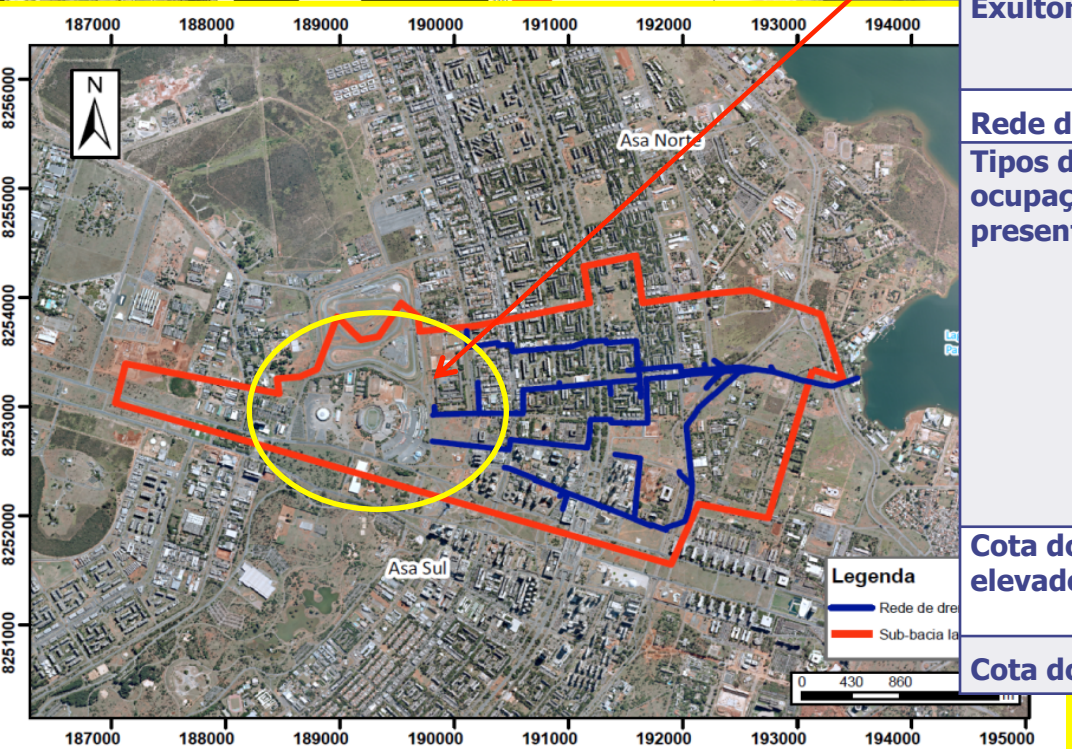 187000 188000 189000 190000 191000 192000 193000 194000
8256000
8255000
8254000
8253000
8252000
8251000
N
Asa Norte
Asa Sul
La
Pa
Legenda
Rede de dre
Sub-bacia la
0 430 860
m
187000 188000 189000 190000 191000 192000 193000 194000 195000
Exultor
Rede d
Tipos d
ocupaç
present
Cota do
elevado
Cota do